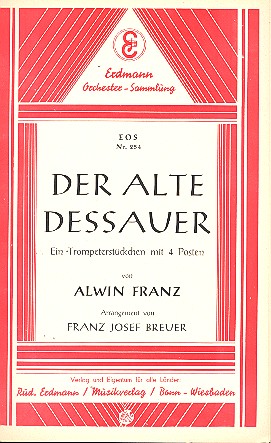 Erdmann
Orchester-Sammlung
EOS
Nr. 254
DER ALTE
DESSAUER
Ein Trompeterstückchen mit 4 Posten
von
ALWIN FRANZ
Arrangement von
FRANZ JOSEF BREUER
Verlag und Eigentum für alle Länder
Rüd. Erdmann / Musikverlag / Bonn - Wiesbaden